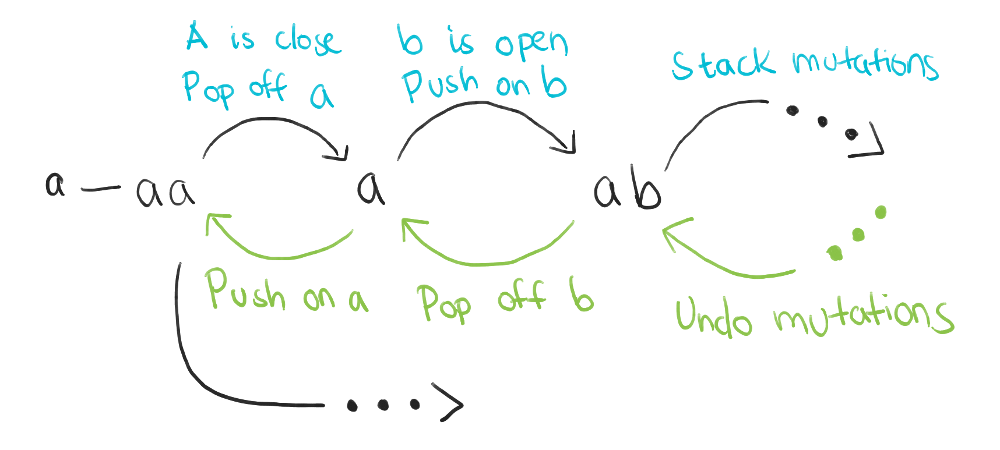 A is close
Pop off a
b is open
Push on b
Stack mutations
a — aa
a
ab
Push on a
Pop off b
Undo mutations